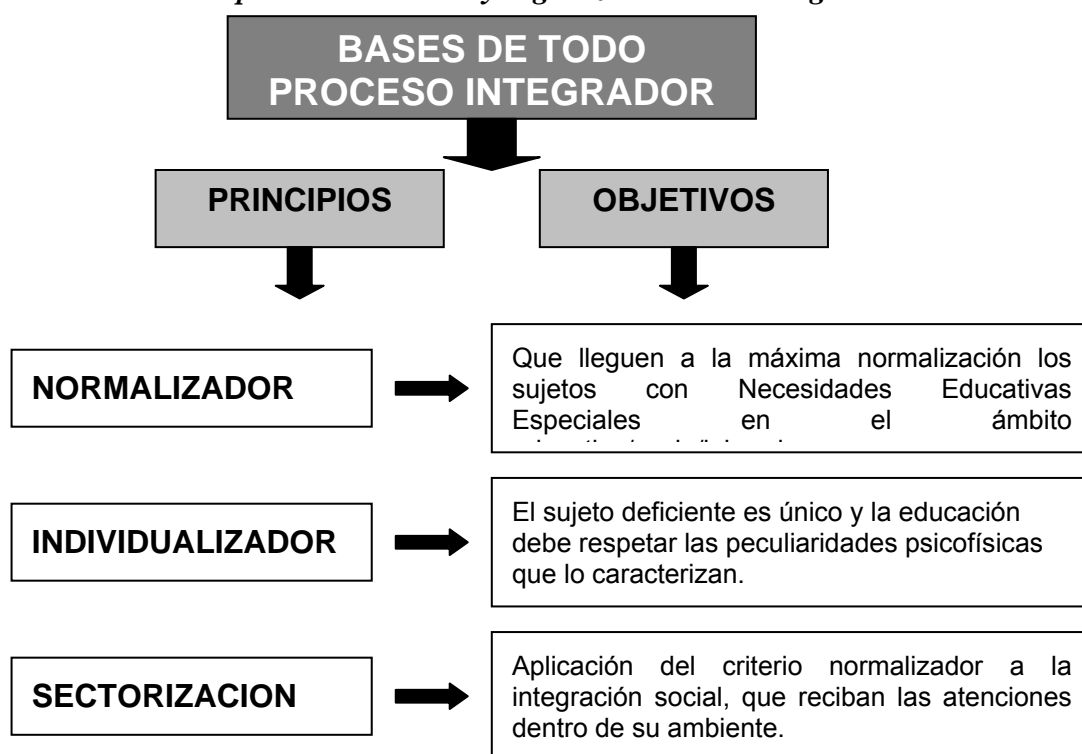 BASES DE TODO
PROCESO INTEGRADOR
PRINCIPIOS
OBJETIVOS
NORMALIZADOR
Que lleguen a la máxima normalización los
sujetos con Necesidades Educativas
Especiales en el ámbito
INDIVIDUALIZADOR
El sujeto deficiente es único y la educación
debe respetar las peculiaridades psicofísicas
que lo caracterizan.
SECTORIZACION
Aplicación del criterio normalizador a la
integración social, que reciban las atenciones
dentro de su ambiente.